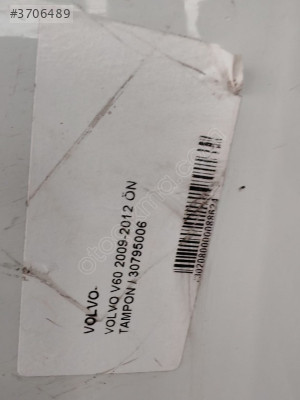 #3706489
VOLVO-
VOLVO V60 2009-2012 ÖN
TAMPON / 30795006